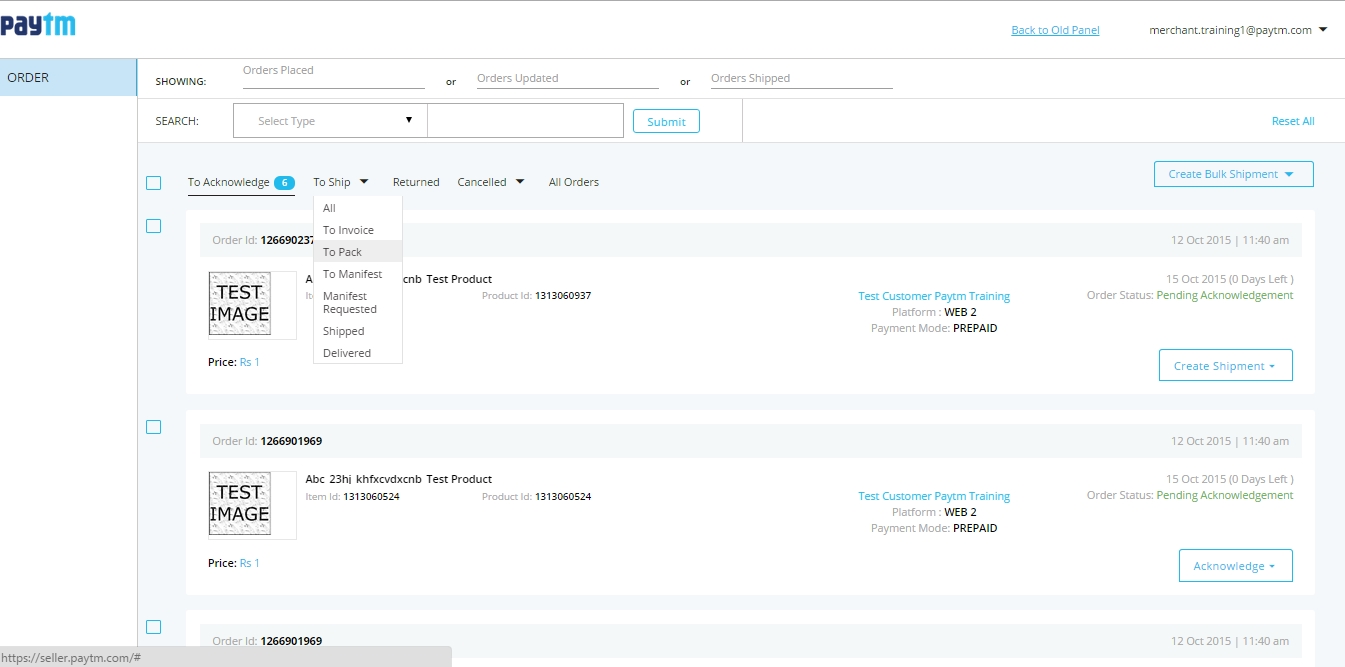 paytm
Back to Old Panel
merchant.training1@paytm.com
ORDER
SHOWING:
Orders Placed
or
Orders Updated
or
Orders Shipped
SEARCH:
Select Type
Submit
Reset All
To Acknowledge 6
To Ship
Returned
Cancelled
All Orders
Create Bulk Shipment
All
To Invoice
To Pack
To Manifest
Manifest
Requested
Shipped
Delivered
Order Id: 126690237
12 Oct 2015 | 11:40 am
TEST
IMAGE
cnb Test Product
Product Id: 1313060937
Test Customer Paytm Training
Platform : WEB 2
Payment Mode: PREPAID
15 Oct 2015 (0 Days Left )
Order Status: Pending Acknowledgement
Price: Rs 1
Create Shipment
Order Id: 1266901969
12 Oct 2015 | 11:40 am
TEST
IMAGE
Abc 23hj khfxcvdxcnb Test Product
Item Id: 1313060524
Product Id: 1313060524
Test Customer Paytm Training
Platform : WEB 2
Payment Mode: PREPAID
15 Oct 2015 (0 Days Left )
Order Status: Pending Acknowledgement
Price: Rs 1
Acknowledge
Order Id: 1266901969
12 Oct 2015 | 11:40 am
https://seller.paytm.com/#